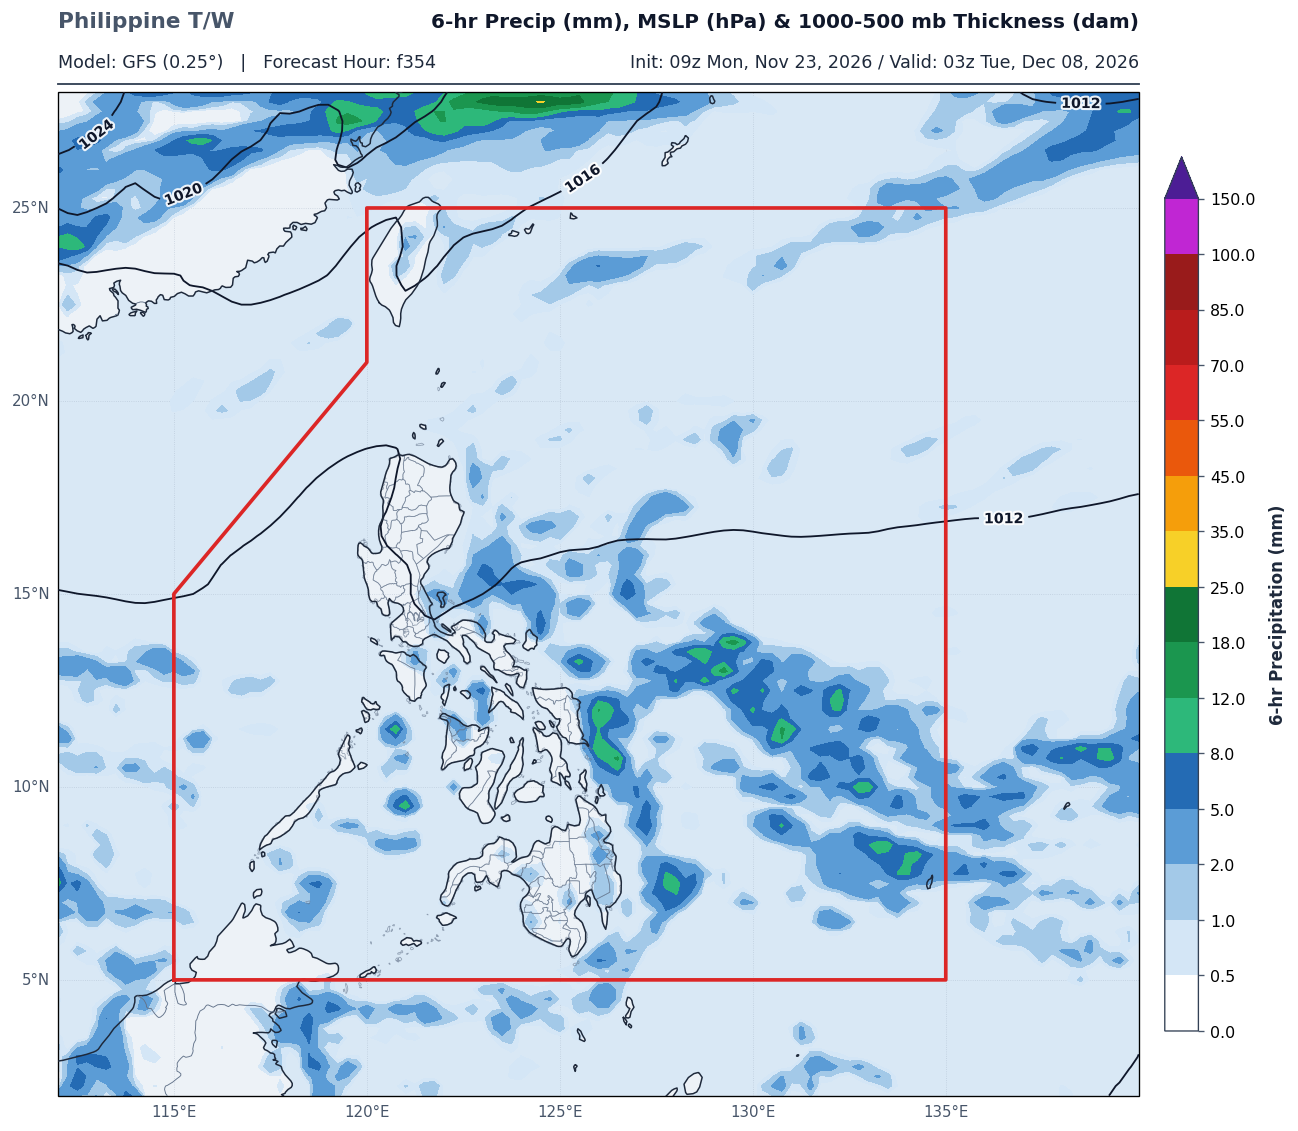 Philippine T/W
6-hr Precip (mm), MSLP (hPa) & 1000-500 mb Thickness (dam)
Model: GFS (0.25°) | Forecast Hour: f354
Init: 09z Mon, Nov 23, 2026 / Valid: 03z Tue, Dec 08, 2026
1024
1012
1020
1016
1012
25°N
20°N
15°N
10°N
5°N
115°E
120°E
125°E
130°E
135°E
150.0
100.0
85.0
70.0
55.0
45.0
35.0
25.0
18.0
12.0
8.0
5.0
2.0
1.0
0.5
0.0
6-hr Precipitation (mm)